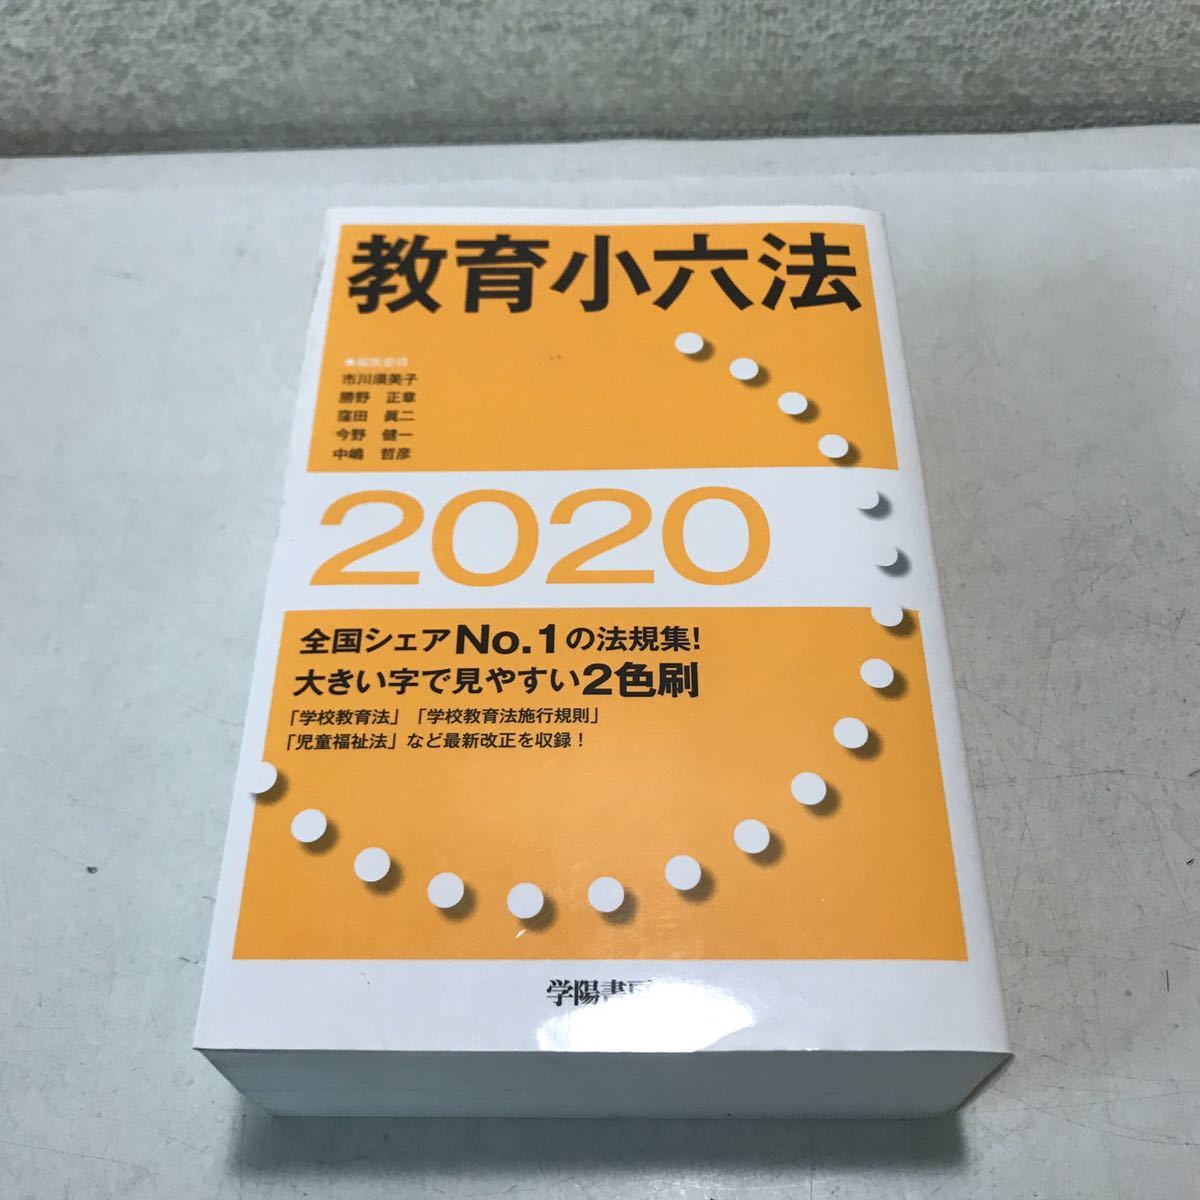 教育小六法
●編集委員
市川須美子
勝野 正章
窪田 眞二
今野 健一
中嶋 哲彦
2020
全国シェアNo.1の法規集!
大きい字で見やすい2色刷
「学校教育法」「学校教育法施行規則」
「児童福祉法」など最新改正を収録!
学陽書房